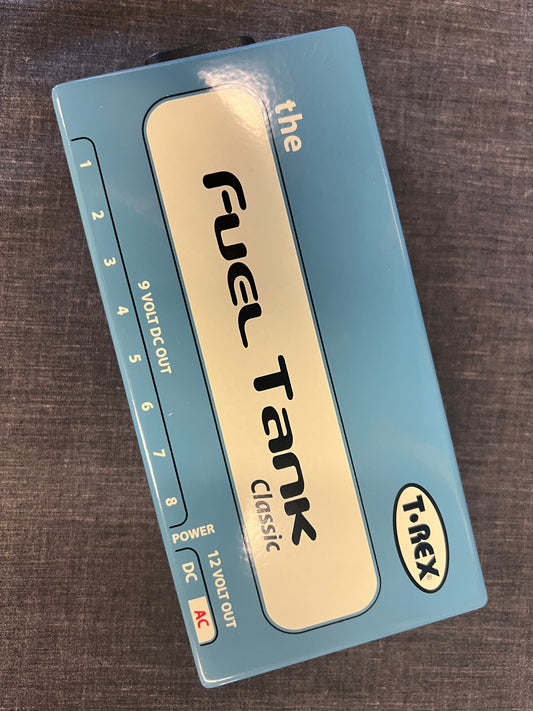 the
FUEL TANK
Classic
T·REX®
9 VOLT DC OUT
1 2 3 4 5 6 7 8
POWER
12 VOLT OUT
DC AC